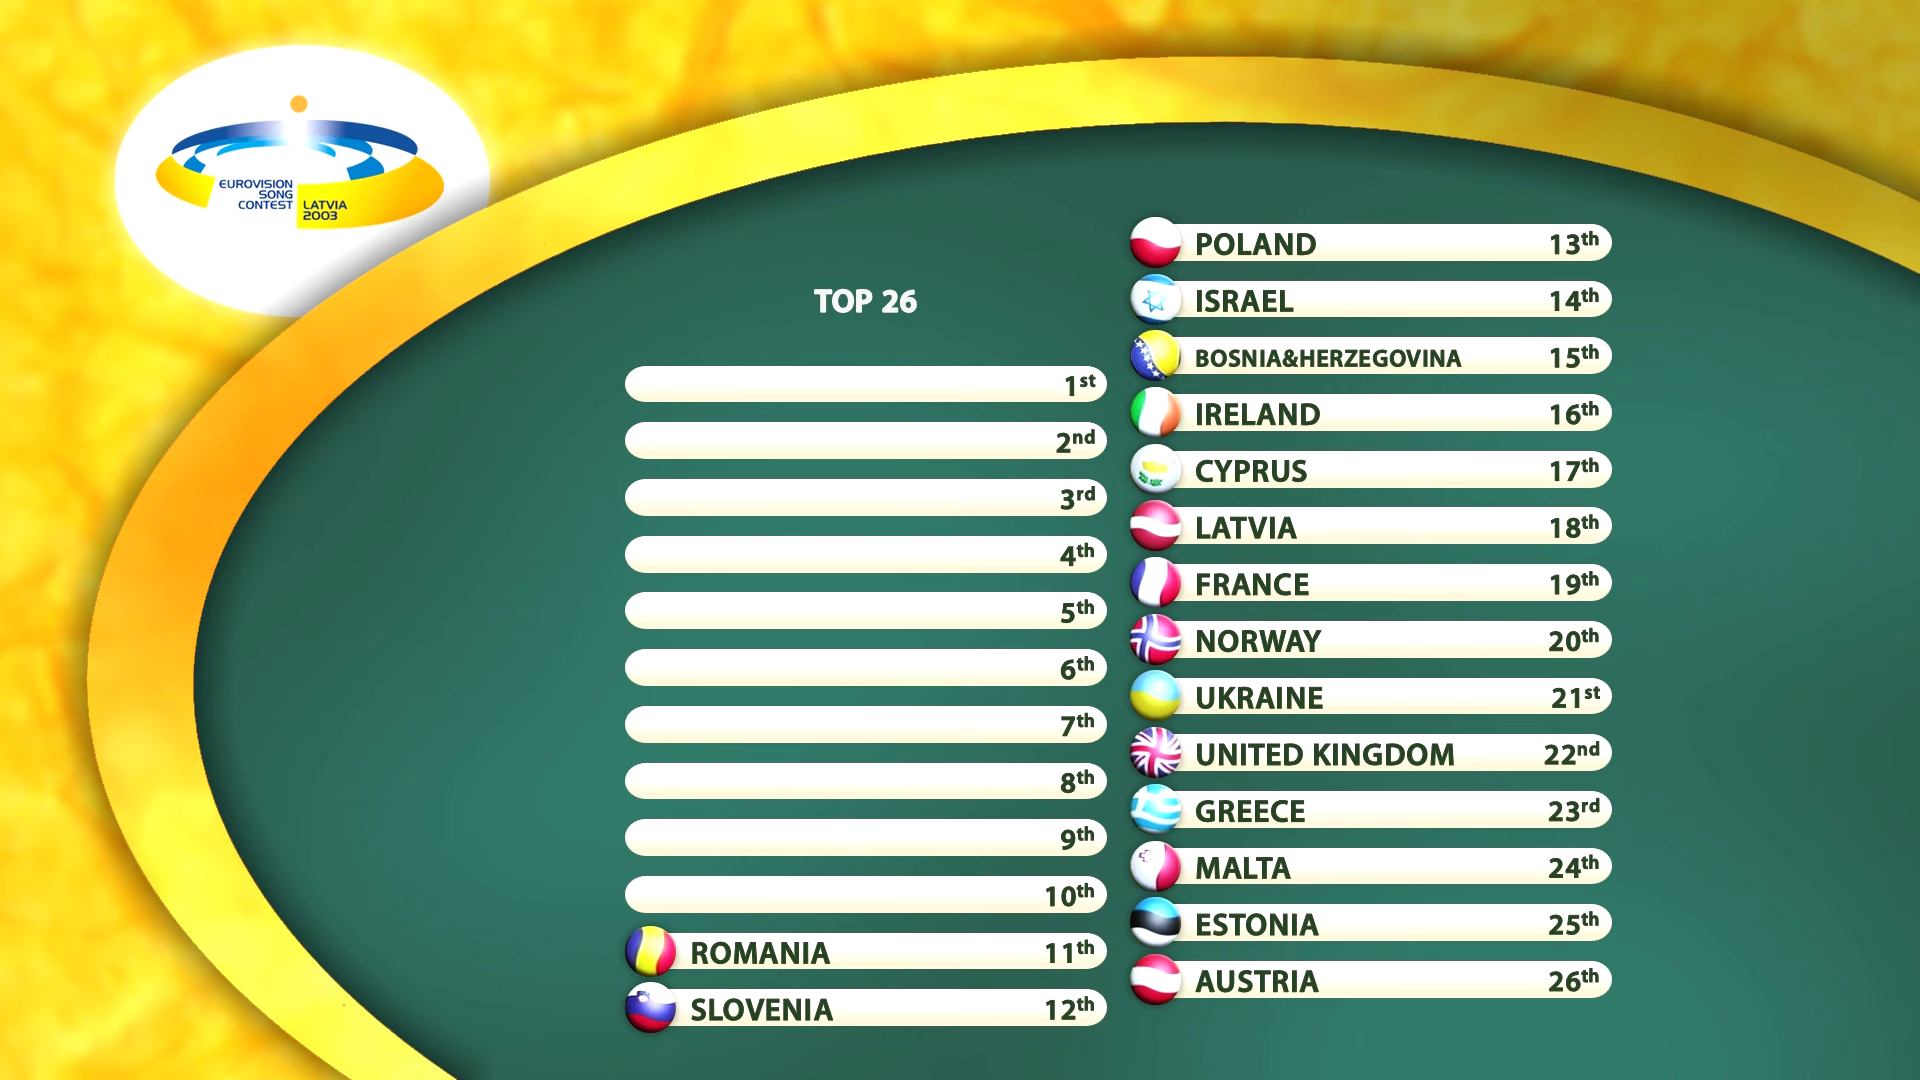 EUROVISION
SONG
CONTEST
LATVIA
2003
TOP 26
1st
2nd
3rd
4th
5th
6th
7th
8th
9th
10th
ROMANIA 11th
SLOVENIA 12th
POLAND 13th
ISRAEL 14th
BOSNIA&HERZEGOVINA 15th
IRELAND 16th
CYPRUS 17th
LATVIA 18th
FRANCE 19th
NORWAY 20th
UKRAINE 21st
UNITED KINGDOM 22nd
GREECE 23rd
MALTA 24th
ESTONIA 25th
AUSTRIA 26th